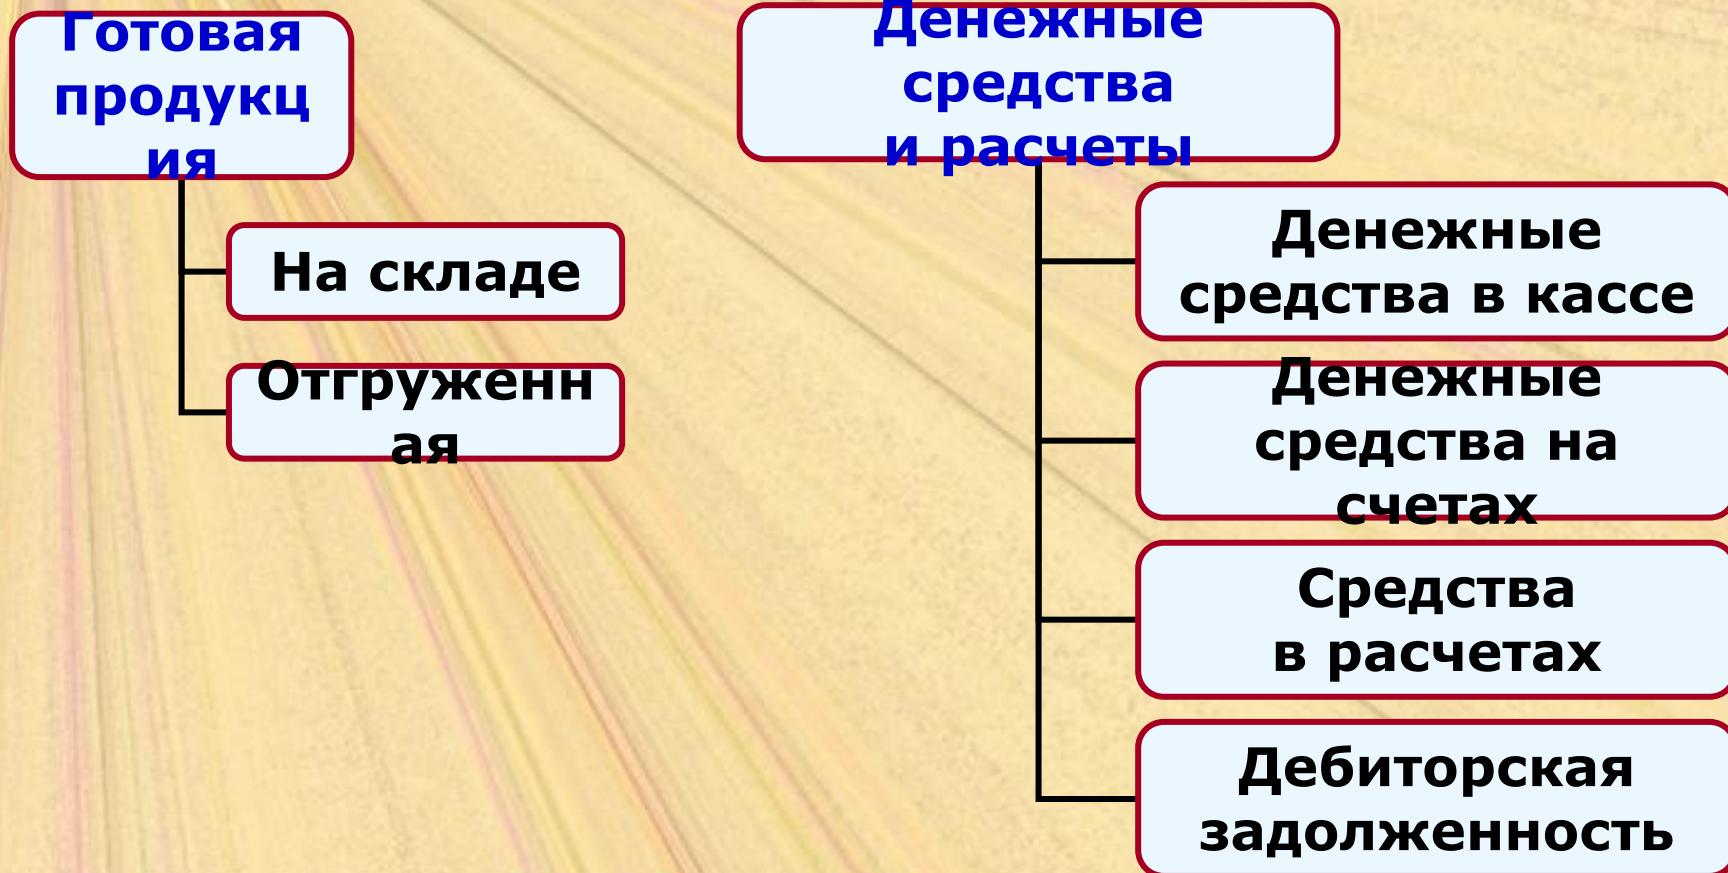 Готовая
продукц
ия
На складе
Отгруженн
ая
Денежные
средства
и расчеты
Денежные
средства в кассе
Денежные
средства на
счетах
Средства
в расчетах
Дебиторская
задолженность